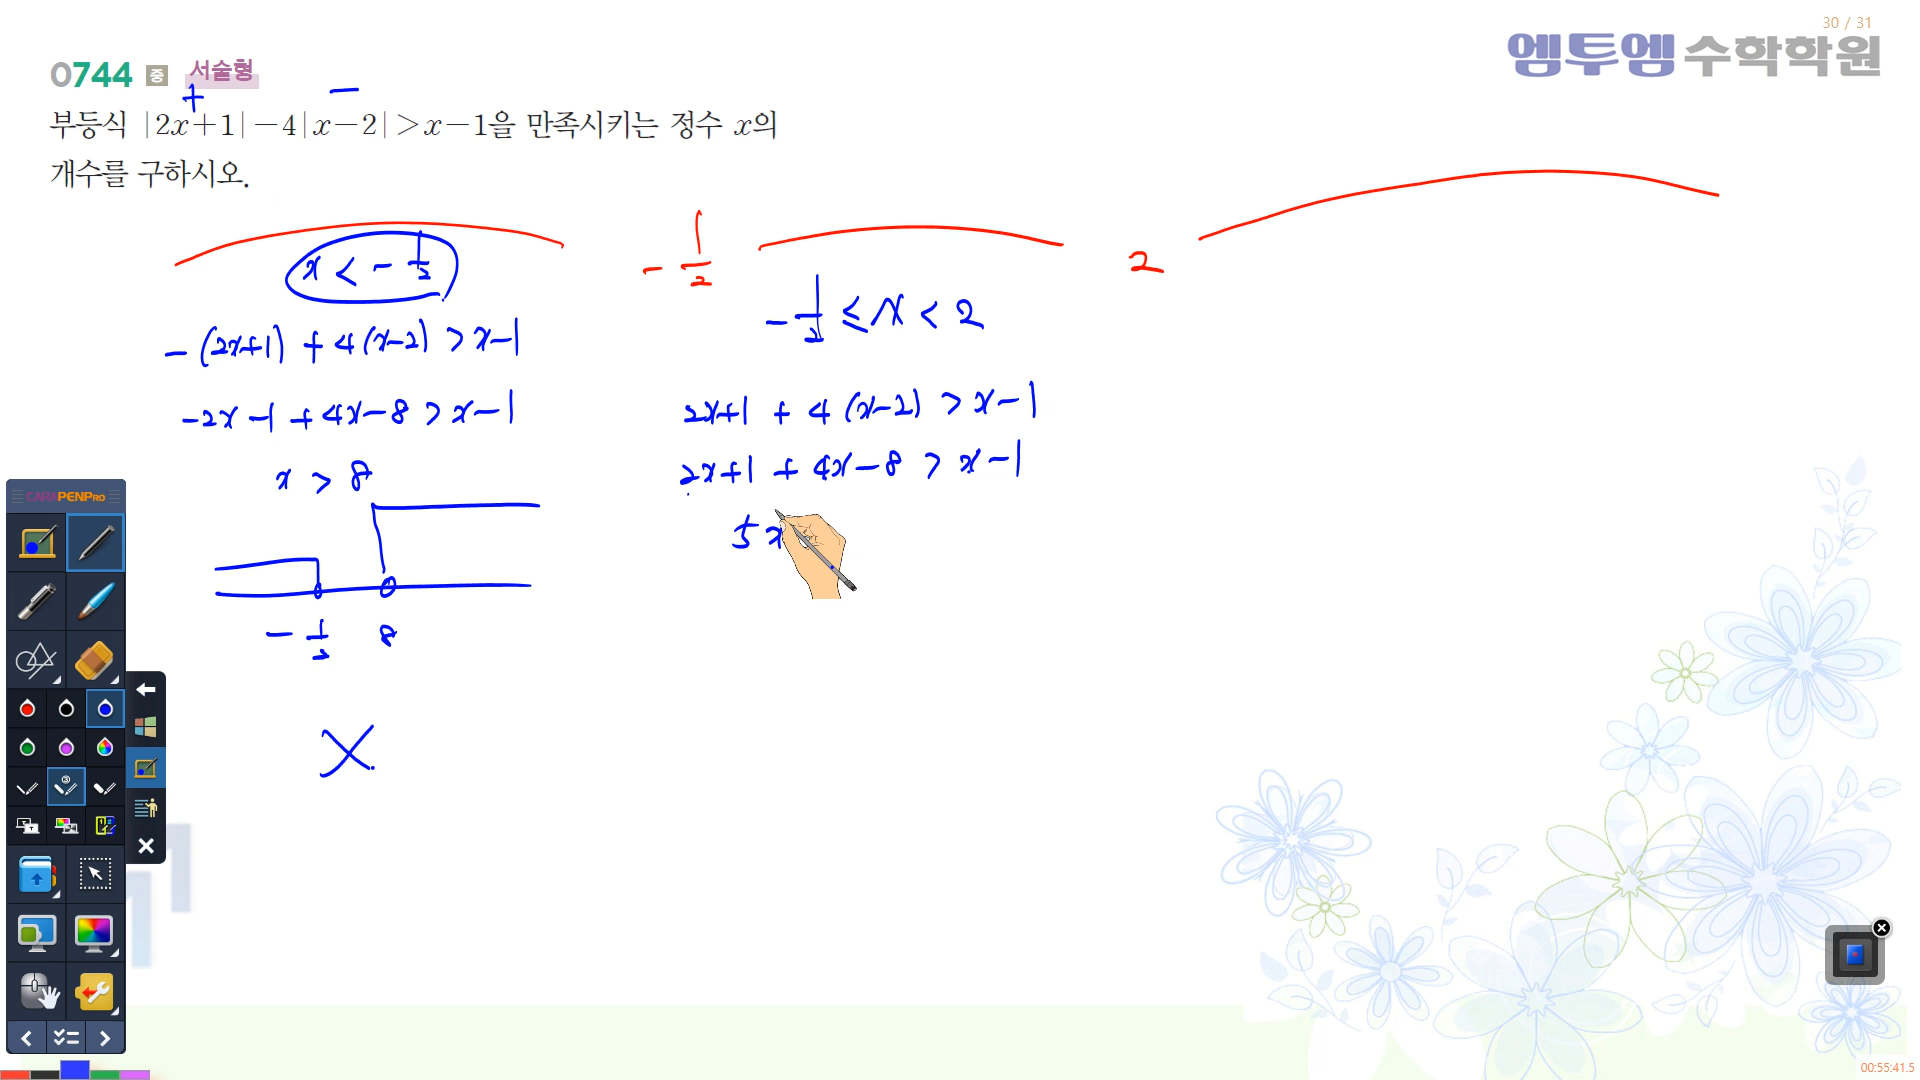 30 / 31
엠투엠 수학학원
0744 중 서술형
+ −
부등식 |2x+1|−4|x−2|>x−1을 만족시키는 정수 x의
개수를 구하시오.
x < −1/2
−(2x+1) + 4(x−2) > x−1
−2x −1 + 4x−8 > x−1
x > 8
−1/2 8
X
−1/2
−1/2 ≤ x < 2
2x+1 + 4(x−2) > x−1
2x+1 + 4x−8 > x−1
5x
2
CARAPENPRO
00:55:41.5